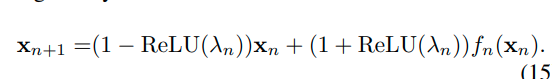 𝐱ₙ₊₁ =(1 − ReLU(λₙ))𝐱ₙ + (1 + ReLU(λₙ))𝑓ₙ(𝐱ₙ).
(15